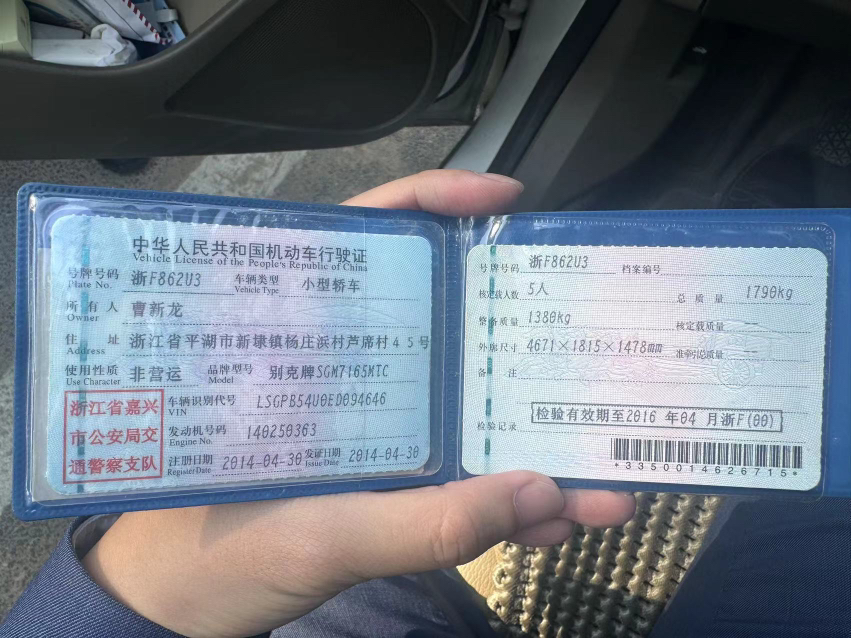 中华人民共和国机动车行驶证
Vehicle License of the People's Republic of China
号牌号码 浙F862U3 车辆类型 小型轿车
Plate No. Vehicle Type
所有人 曹新龙
Owner
住址 浙江省平湖市新埭镇杨庄浜村芦席村45号
Address
使用性质 非营运 品牌型号 别克牌SGM7165MTC
Use Character Model
浙江省嘉兴
市公安局交
通警察支队
车辆识别代号 LSGPB54U0ED094646
VIN
发动机号码 140250363
Engine No.
注册日期 2014-04-30 发证日期 2014-04-30
Register Date Issue Date
号牌号码 浙F862U3 档案编号
核定载人数 5人 总质量 1790kg
整备质量 1380kg 核定载质量 --
外廓尺寸 4671×1815×1478mm 准牵引总质量 --
备注
检验记录 检验有效期至2016年04月浙F(00)
*3350014626715*